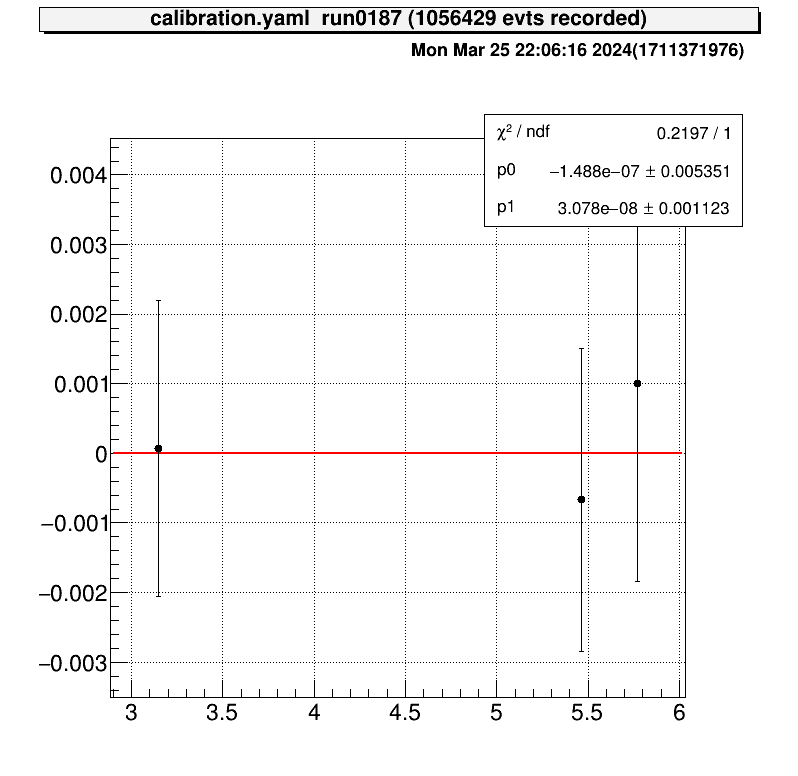 calibration.yaml  run0187 (1056429 evts recorded)
Mon Mar 25 22:06:16 2024(1711371976)
χ² / ndf 0.2197 / 1
p0 −1.488e−07 ± 0.005351
p1 3.078e−08 ± 0.001123
0.004
0.003
0.002
0.001
0
−0.001
−0.002
−0.003
3 3.5 4 4.5 5 5.5 6